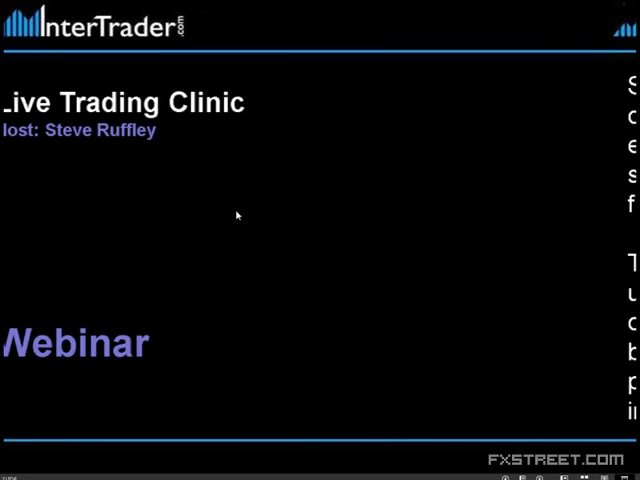 InterTrader.com
Live Trading Clinic
Host: Steve Ruffley
Webinar
S
c
e
s
f
T
u
c
b
p
i
FXSTREET.COM